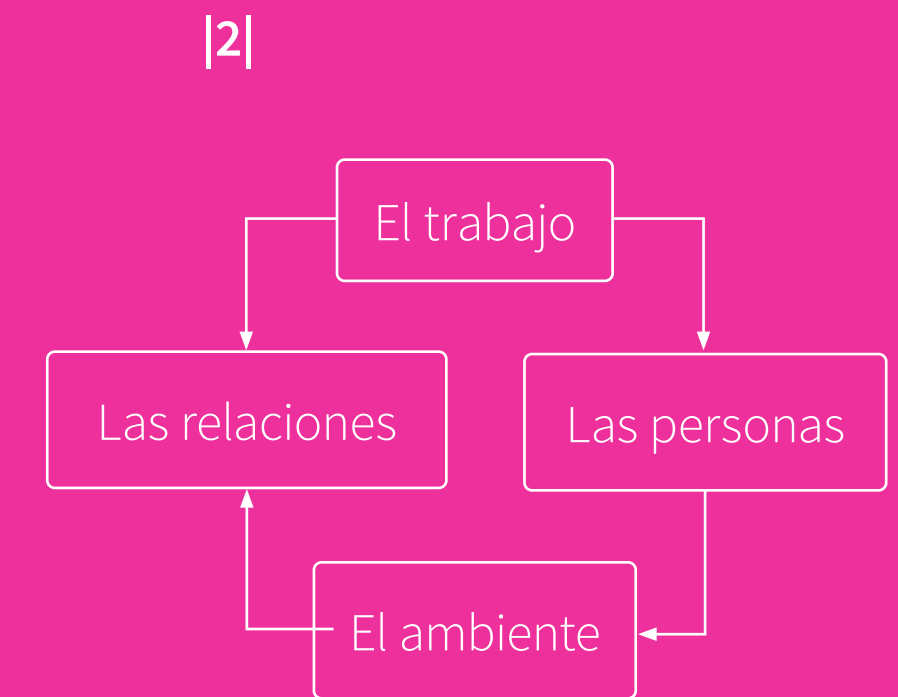 |2|
El trabajo
Las relaciones
Las personas
El ambiente